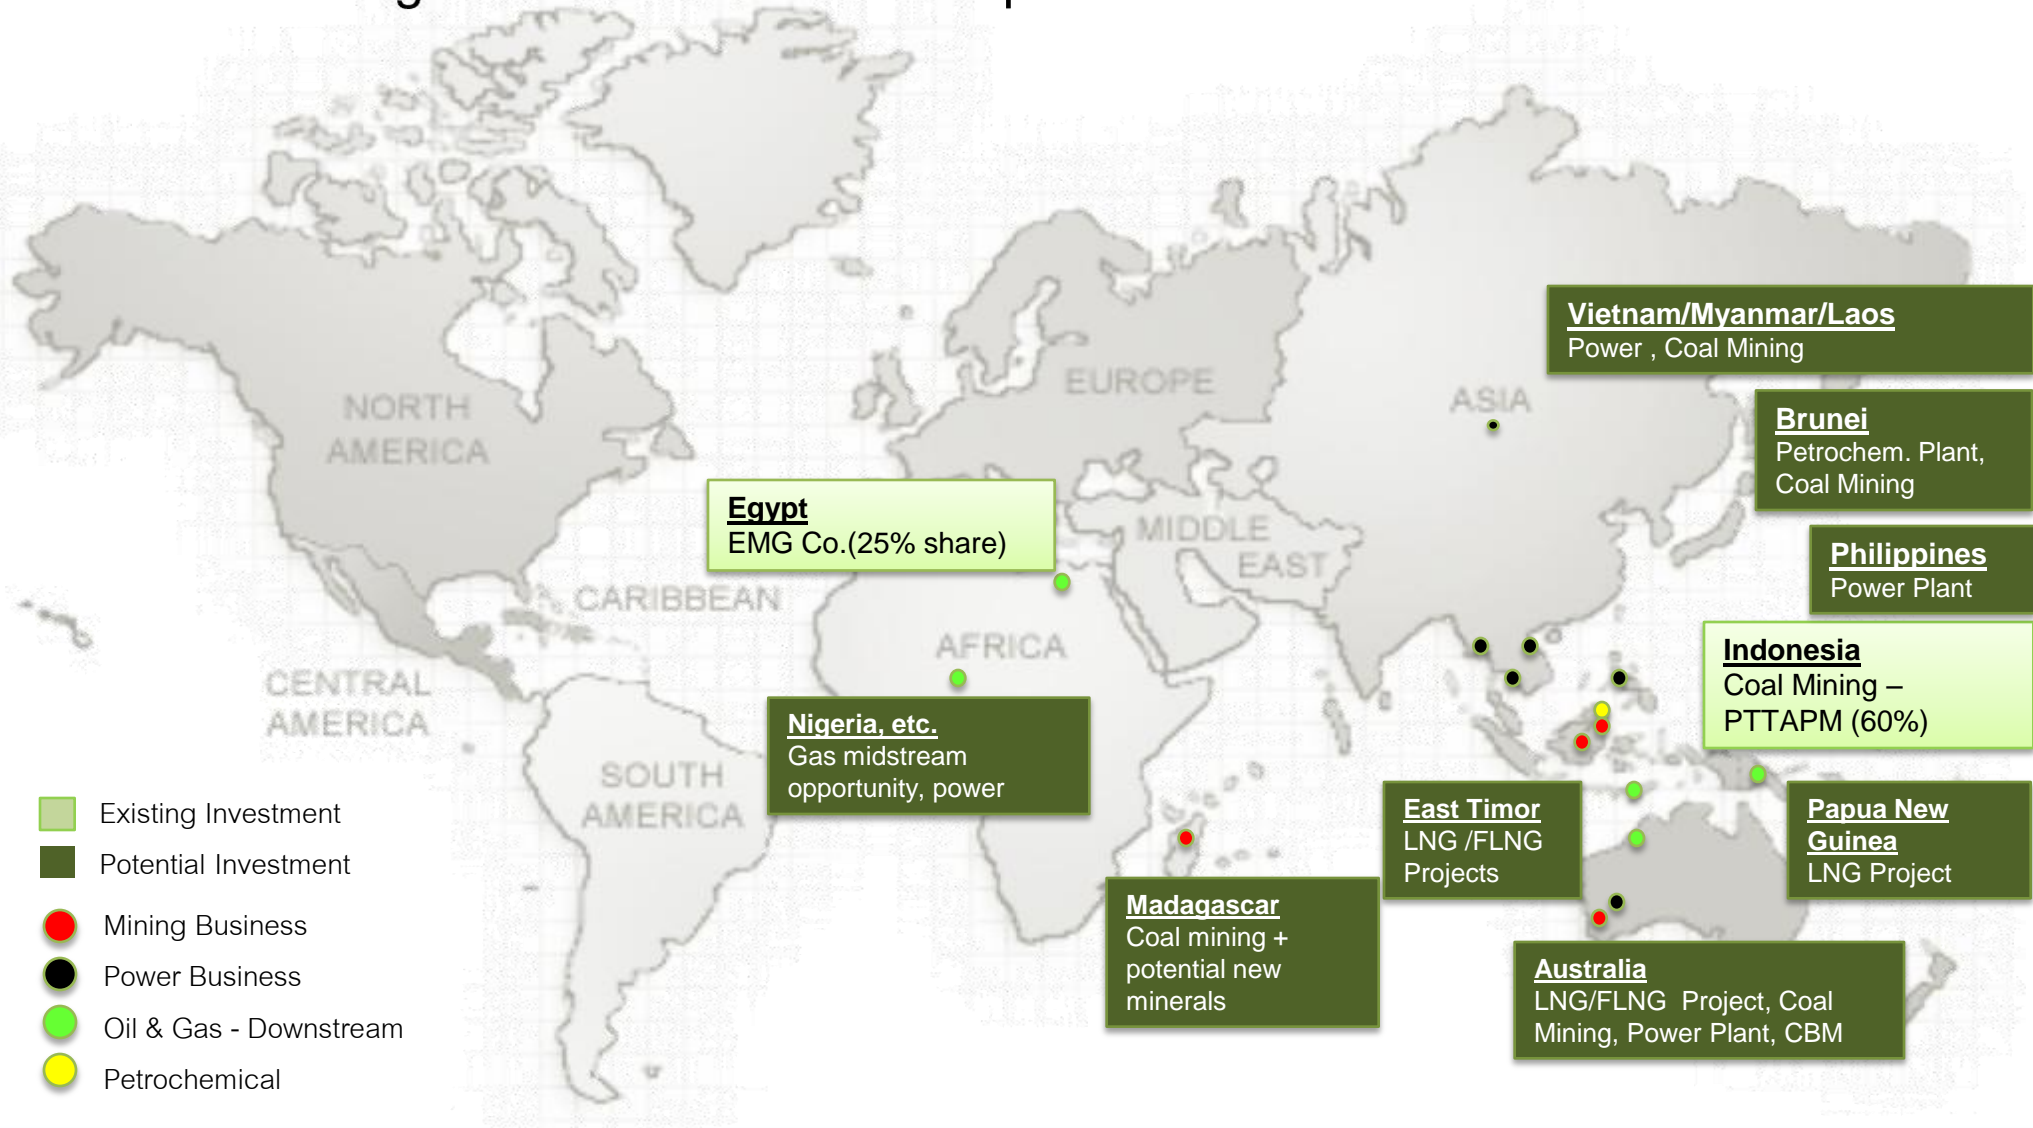 NORTH
AMERICA
EUROPE
ASIA
MIDDLE
EAST
CARIBBEAN
AFRICA
CENTRAL
AMERICA
SOUTH
AMERICA
Vietnam/Myanmar/Laos
Power , Coal Mining
Brunei
Petrochem. Plant,
Coal Mining
Egypt
EMG Co.(25% share)
Philippines
Power Plant
Indonesia
Coal Mining –
PTTAPM (60%)
Nigeria, etc.
Gas midstream
opportunity, power
East Timor
LNG /FLNG
Projects
Papua New
Guinea
LNG Project
Madagascar
Coal mining +
potential new
minerals
Australia
LNG/FLNG  Project, Coal
Mining, Power Plant, CBM
Existing Investment
Potential Investment
Mining Business
Power Business
Oil & Gas - Downstream
Petrochemical